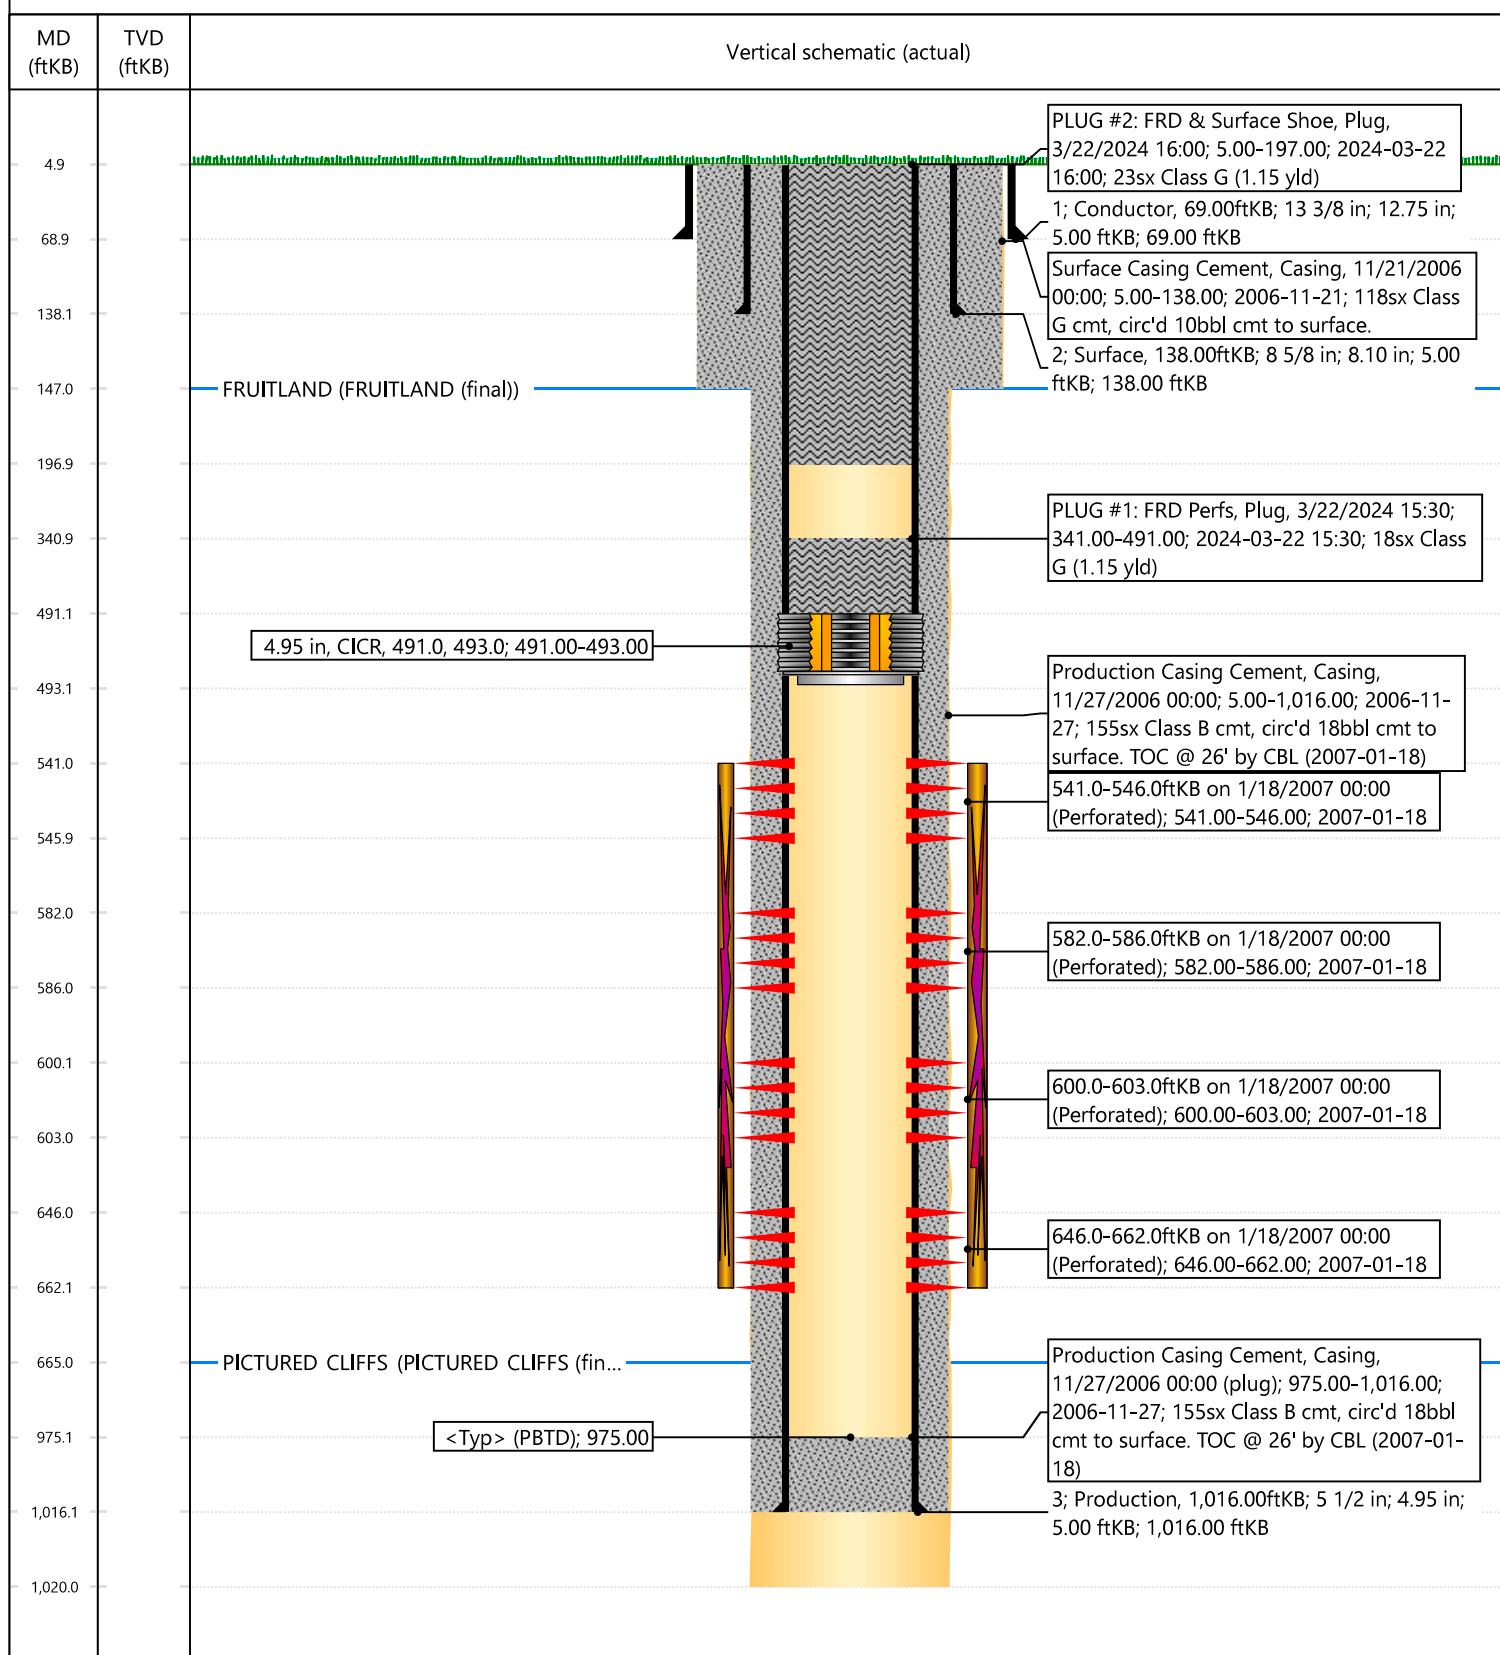 MD
(ftKB)
TVD
(ftKB)
Vertical schematic (actual)
PLUG #2: FRD & Surface Shoe, Plug,
3/22/2024 16:00; 5.00-197.00; 2024-03-22
16:00; 23sx Class G (1.15 yld)
4.9
1; Conductor, 69.00ftKB; 13 3/8 in; 12.75 in;
5.00 ftKB; 69.00 ftKB
68.9
Surface Casing Cement, Casing, 11/21/2006
00:00; 5.00-138.00; 2006-11-21; 118sx Class
G cmt, circ'd 10bbl cmt to surface.
138.1
2; Surface, 138.00ftKB; 8 5/8 in; 8.10 in; 5.00
ftKB; 138.00 ftKB
147.0
FRUITLAND (FRUITLAND (final))
196.9
PLUG #1: FRD Perfs, Plug, 3/22/2024 15:30;
341.00-491.00; 2024-03-22 15:30; 18sx Class
G (1.15 yld)
340.9
491.1
4.95 in, CICR, 491.0, 493.0; 491.00-493.00
493.1
Production Casing Cement, Casing,
11/27/2006 00:00; 5.00-1,016.00; 2006-11-
27; 155sx Class B cmt, circ'd 18bbl cmt to
surface. TOC @ 26' by CBL (2007-01-18)
541.0
541.0-546.0ftKB on 1/18/2007 00:00
(Perforated); 541.00-546.00; 2007-01-18
545.9
582.0
582.0-586.0ftKB on 1/18/2007 00:00
(Perforated); 582.00-586.00; 2007-01-18
586.0
600.1
600.0-603.0ftKB on 1/18/2007 00:00
(Perforated); 600.00-603.00; 2007-01-18
603.0
646.0
646.0-662.0ftKB on 1/18/2007 00:00
(Perforated); 646.00-662.00; 2007-01-18
662.1
665.0
PICTURED CLIFFS (PICTURED CLIFFS (fin...
Production Casing Cement, Casing,
11/27/2006 00:00 (plug); 975.00-1,016.00;
2006-11-27; 155sx Class B cmt, circ'd 18bbl
cmt to surface. TOC @ 26' by CBL (2007-01-
18)
975.1
<Typ> (PBTD); 975.00
1,016.1
3; Production, 1,016.00ftKB; 5 1/2 in; 4.95 in;
5.00 ftKB; 1,016.00 ftKB
1,020.0